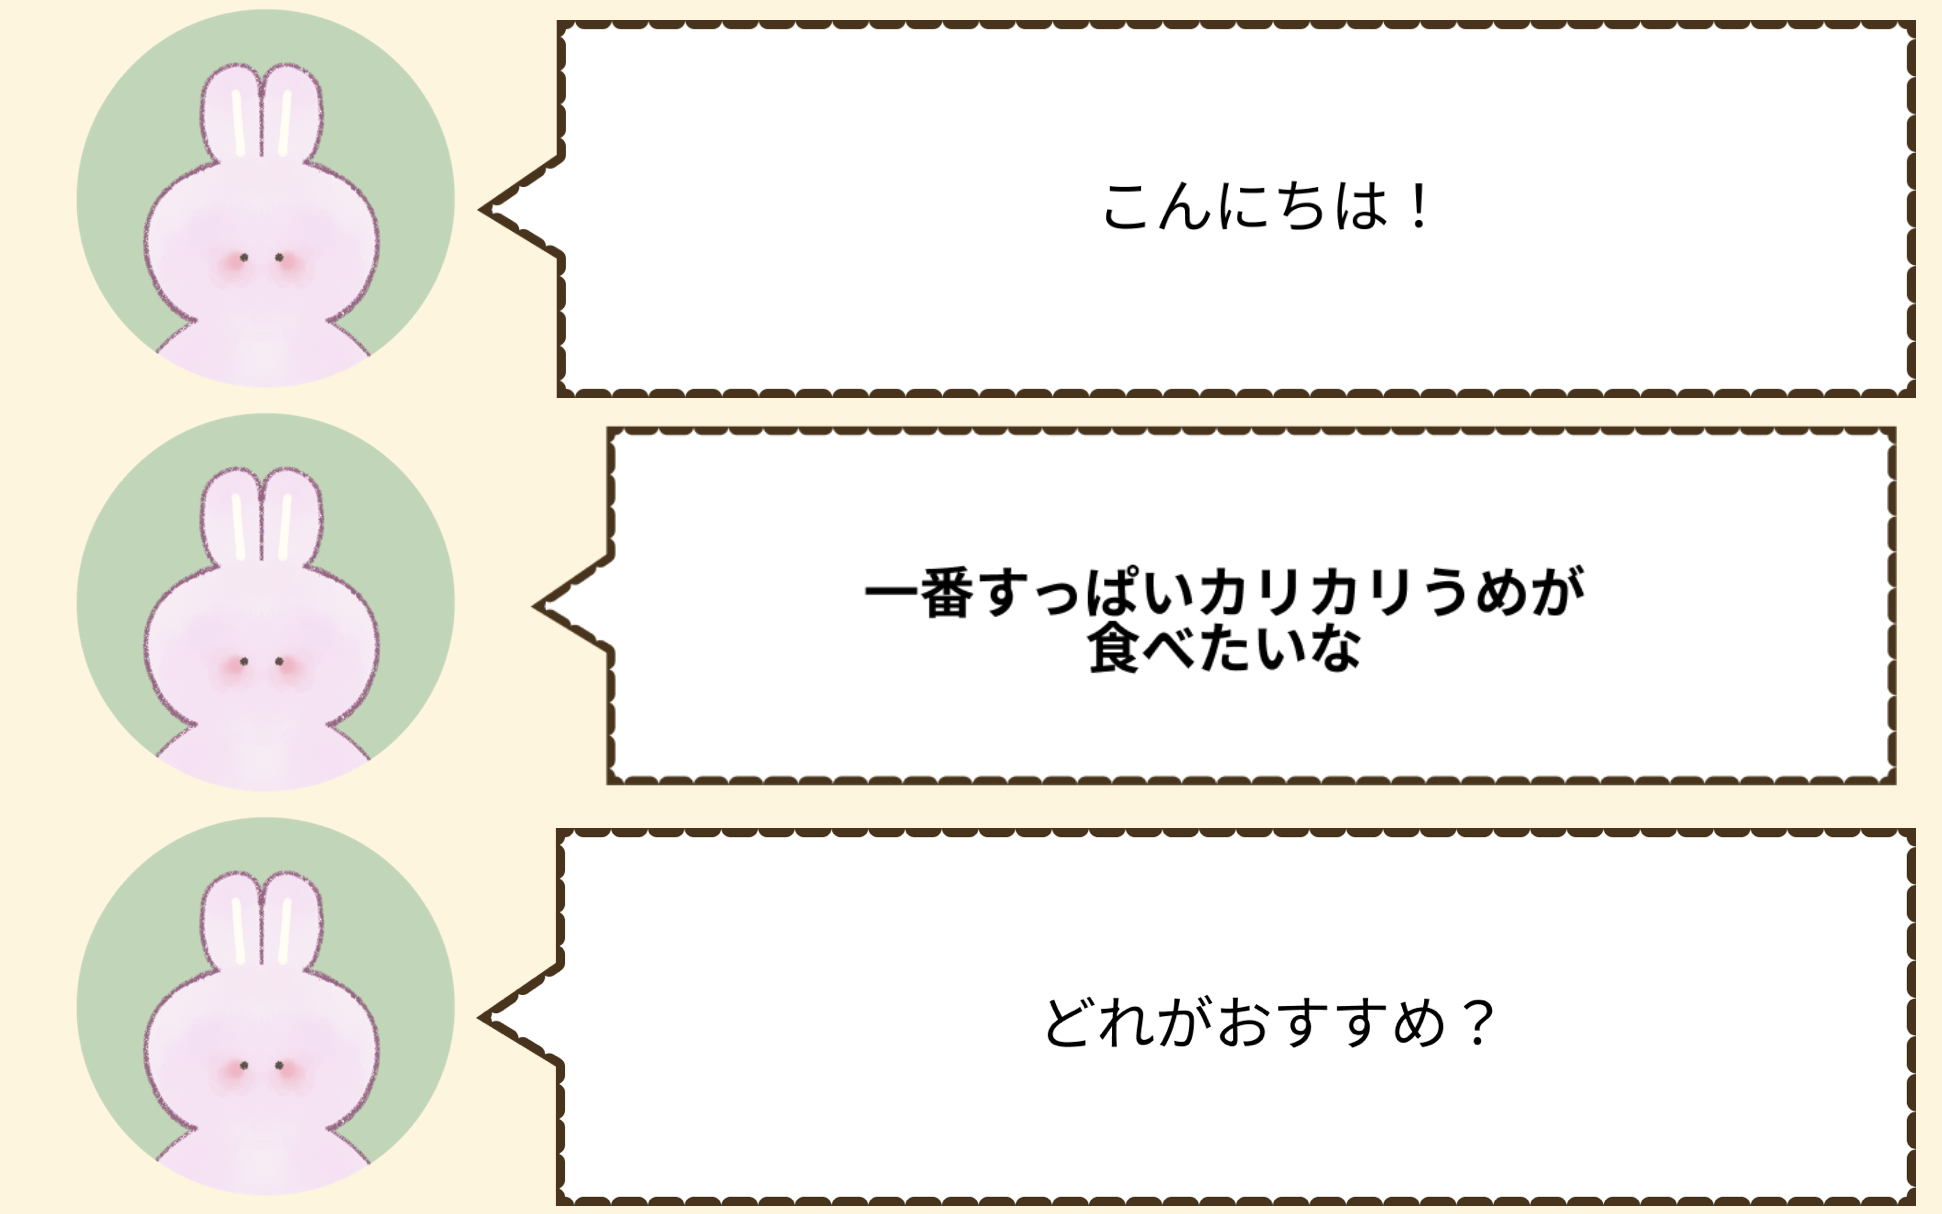 こんにちは！
一番すっぱいカリカリうめが
食べたいな
どれがおすすめ？